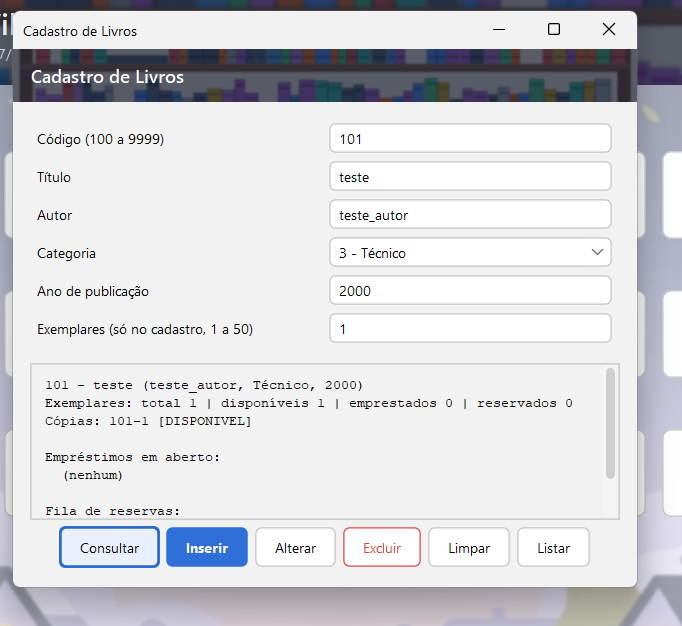 Cadastro de Livros
Cadastro de Livros
Código (100 a 9999) 101
Título teste
Autor teste_autor
Categoria 3 - Técnico
Ano de publicação 2000
Exemplares (só no cadastro, 1 a 50) 1
101 - teste (teste_autor, Técnico, 2000)
Exemplares: total 1 | disponíveis 1 | emprestados 0 | reservados 0
Cópias: 101-1 [DISPONIVEL]
Empréstimos em aberto:
(nenhum)
Fila de reservas:
Consultar Inserir Alterar Excluir Limpar Listar